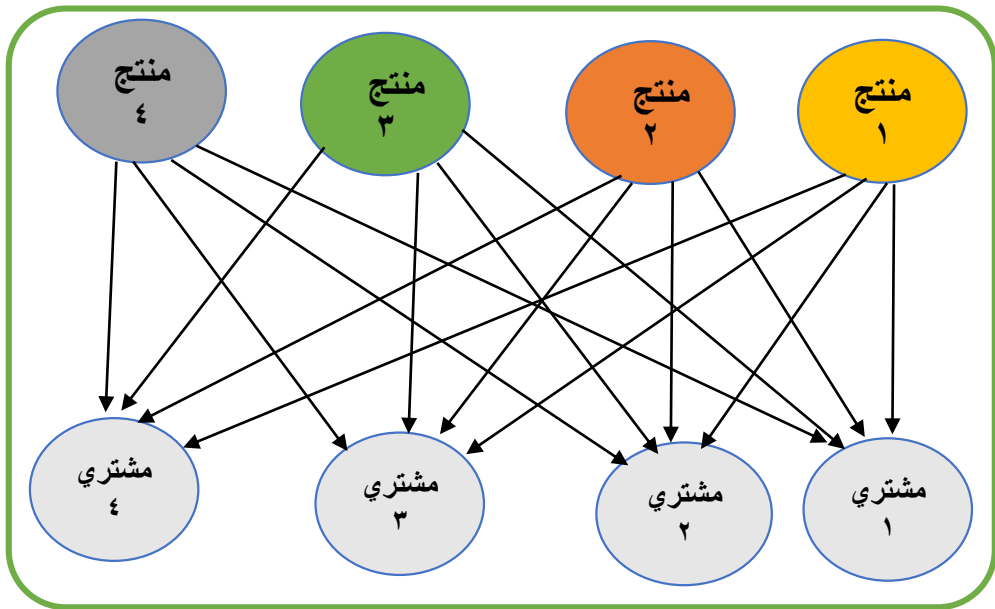 منتج
١
منتج
٢
منتج
٣
منتج
٤
مشتري
١
مشتري
٢
مشتري
٣
مشتري
٤